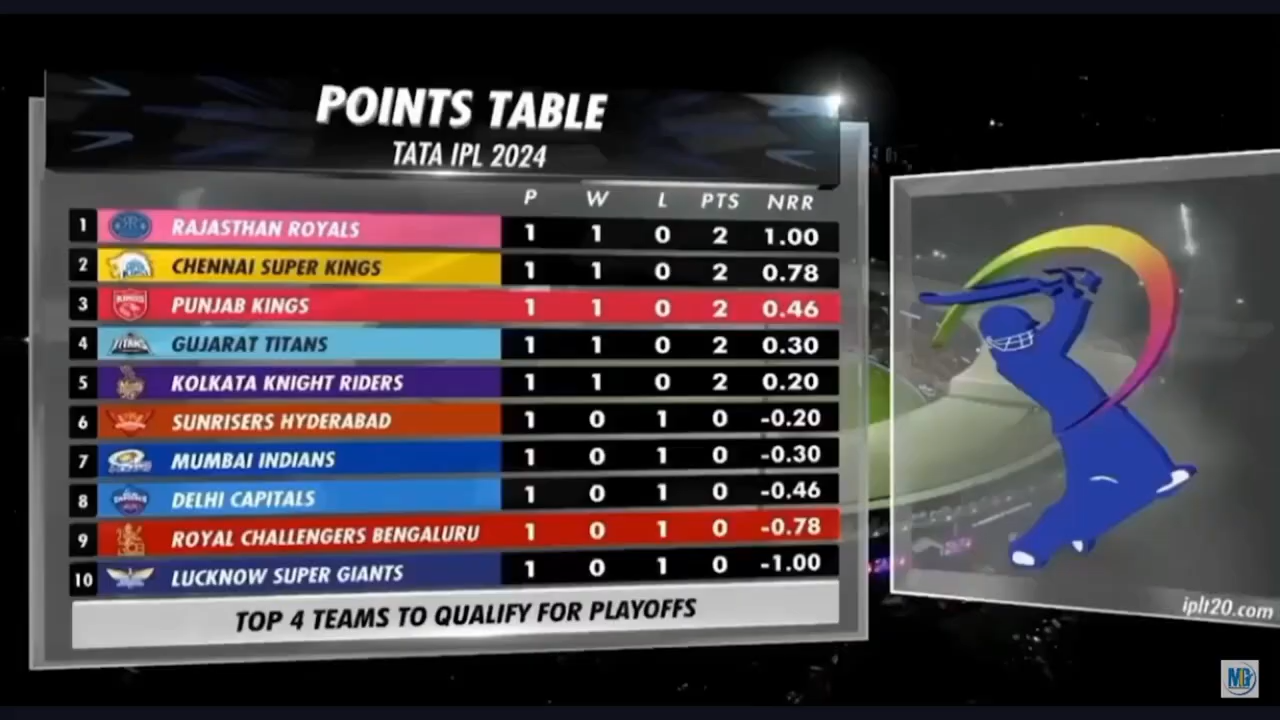 POINTS TABLE
TATA IPL 2024
P W L PTS NRR
1 RAJASTHAN ROYALS 1 1 0 2 1.00
2 CHENNAI SUPER KINGS 1 1 0 2 0.78
3 PUNJAB KINGS 1 1 0 2 0.46
4 TITANS GUJARAT TITANS 1 1 0 2 0.30
5 KOLKATA KNIGHT RIDERS 1 1 0 2 0.20
6 SUNRISERS HYDERABAD 1 0 1 0 -0.20
7 MUMBAI INDIANS 1 0 1 0 -0.30
8 DELHI CAPITALS 1 0 1 0 -0.46
9 ROYAL CHALLENGERS BENGALURU 1 0 1 0 -0.78
10 LUCKNOW SUPER GIANTS 1 0 1 0 -1.00
TOP 4 TEAMS TO QUALIFY FOR PLAYOFFS
iplt20.com